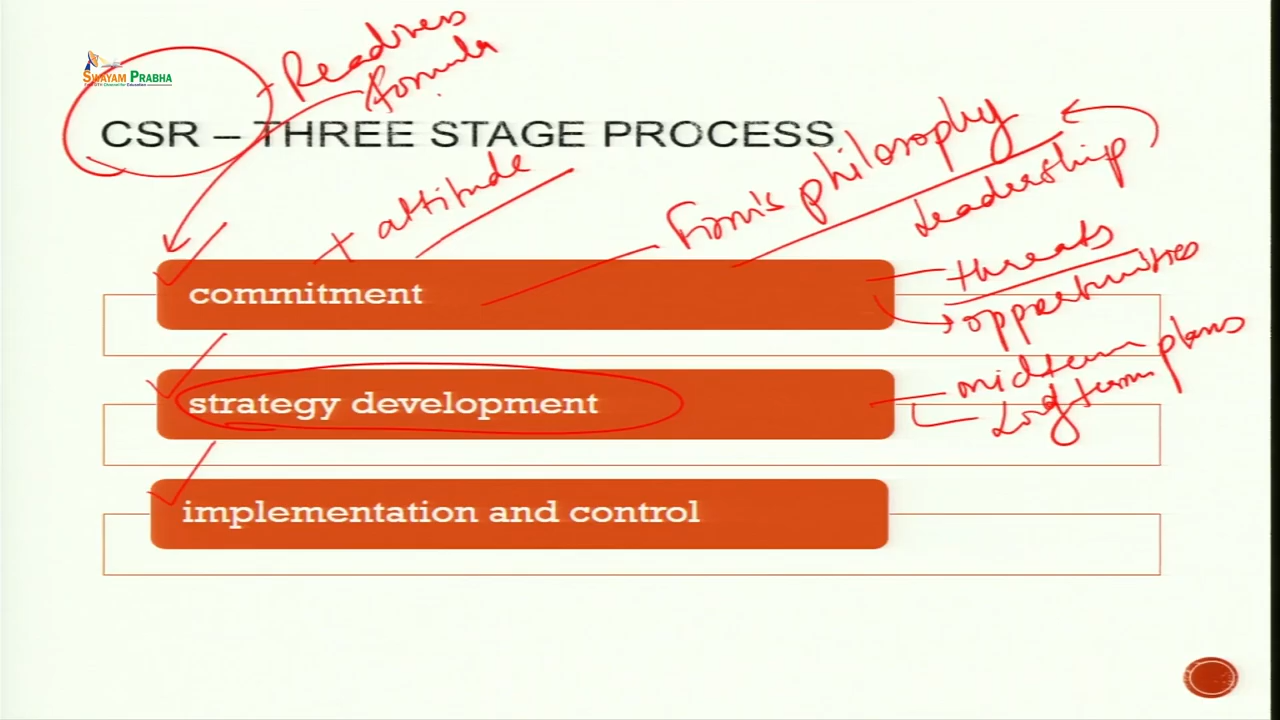 Readiness
formula
SWAYAM PRABHA
CSR – THREE STAGE PROCESS
+ attitude
Firm's philosophy
Leadership
commitment
threats
opportunities
strategy development
midterm plans
Long term
implementation and control